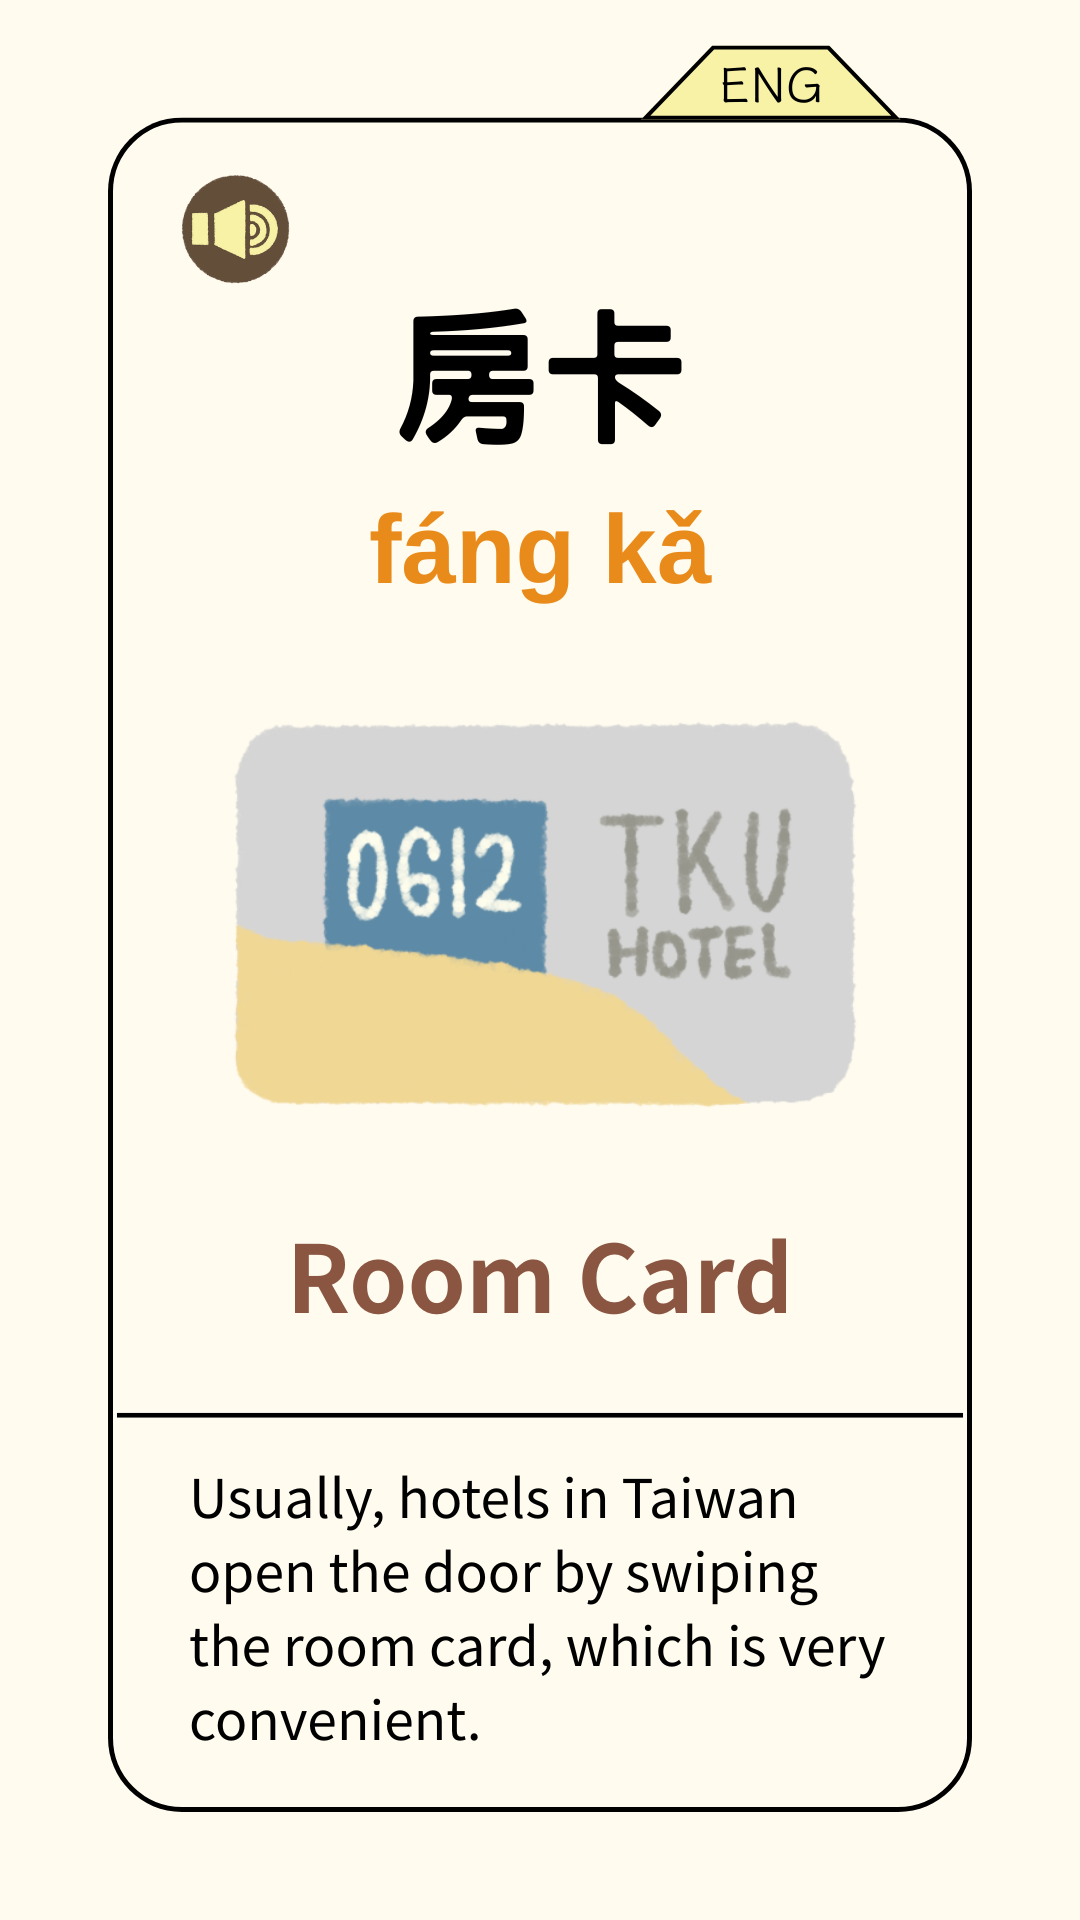 ENG
房卡
fáng kǎ
0612
TKU
HOTEL
Room Card
Usually, hotels in Taiwan
open the door by swiping
the room card, which is very
convenient.